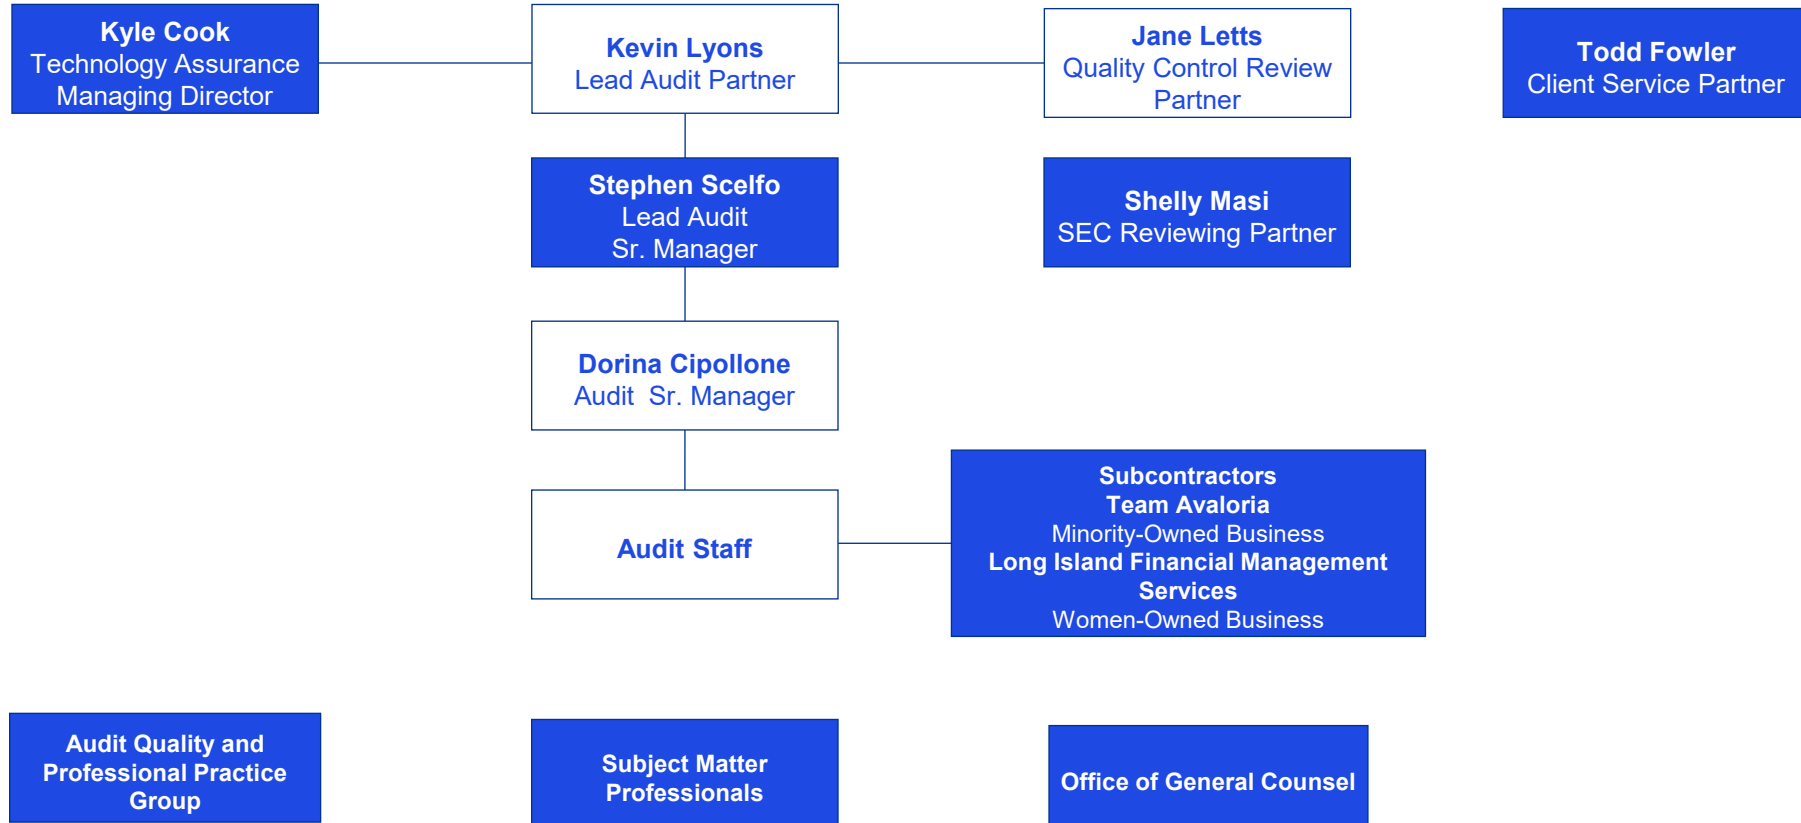 Kyle Cook
Technology Assurance
Managing Director
Kevin Lyons
Lead Audit Partner
Jane Letts
Quality Control Review
Partner
Todd Fowler
Client Service Partner
Stephen Scelfo
Lead Audit
Sr. Manager
Shelly Masi
SEC Reviewing Partner
Dorina Cipollone
Audit  Sr. Manager
Audit Staff
Subcontractors
Team Avaloria
Minority-Owned Business
Long Island Financial Management
Services
Women-Owned Business
Audit Quality and
Professional Practice
Group
Subject Matter
Professionals
Office of General Counsel